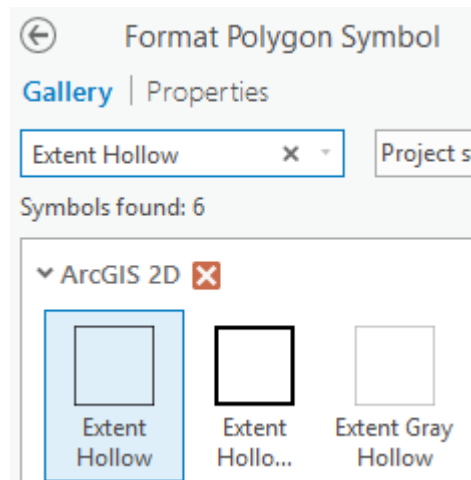 Format Polygon Symbol
Gallery | Properties
Extent Hollow
Project s
Symbols found: 6
ArcGIS 2D
Extent
Hollow
Extent
Hollo...
Extent Gray
Hollow